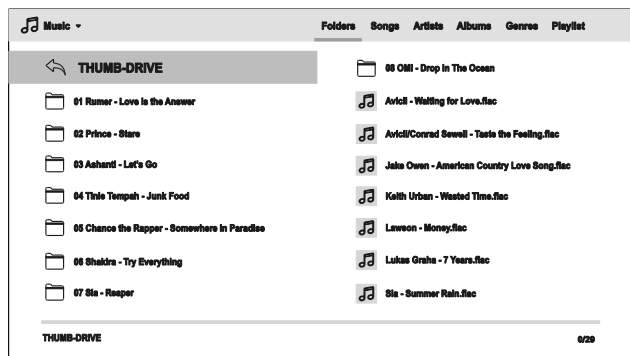 Music
Folders Songs Artists Albums Genres Playlist
THUMB-DRIVE
01 Rumer - Love is the Answer
02 Prince - Stare
03 Ashanti - Let's Go
04 Tinie Tempah - Junk Food
05 Chance the Rapper - Somewhere in Paradise
06 Shakira - Try Everything
07 Sia - Reaper
08 OMI - Drop in The Ocean
Avicii - Waiting for Love.flac
Avicii/Conrad Sewell - Taste the Feeling.flac
Jake Owen - American Country Love Song.flac
Keith Urban - Wasted Time.flac
Lawson - Money.flac
Lukas Grahs - 7 Years.flac
Sia - Summer Rain.flac
THUMB-DRIVE
0/29